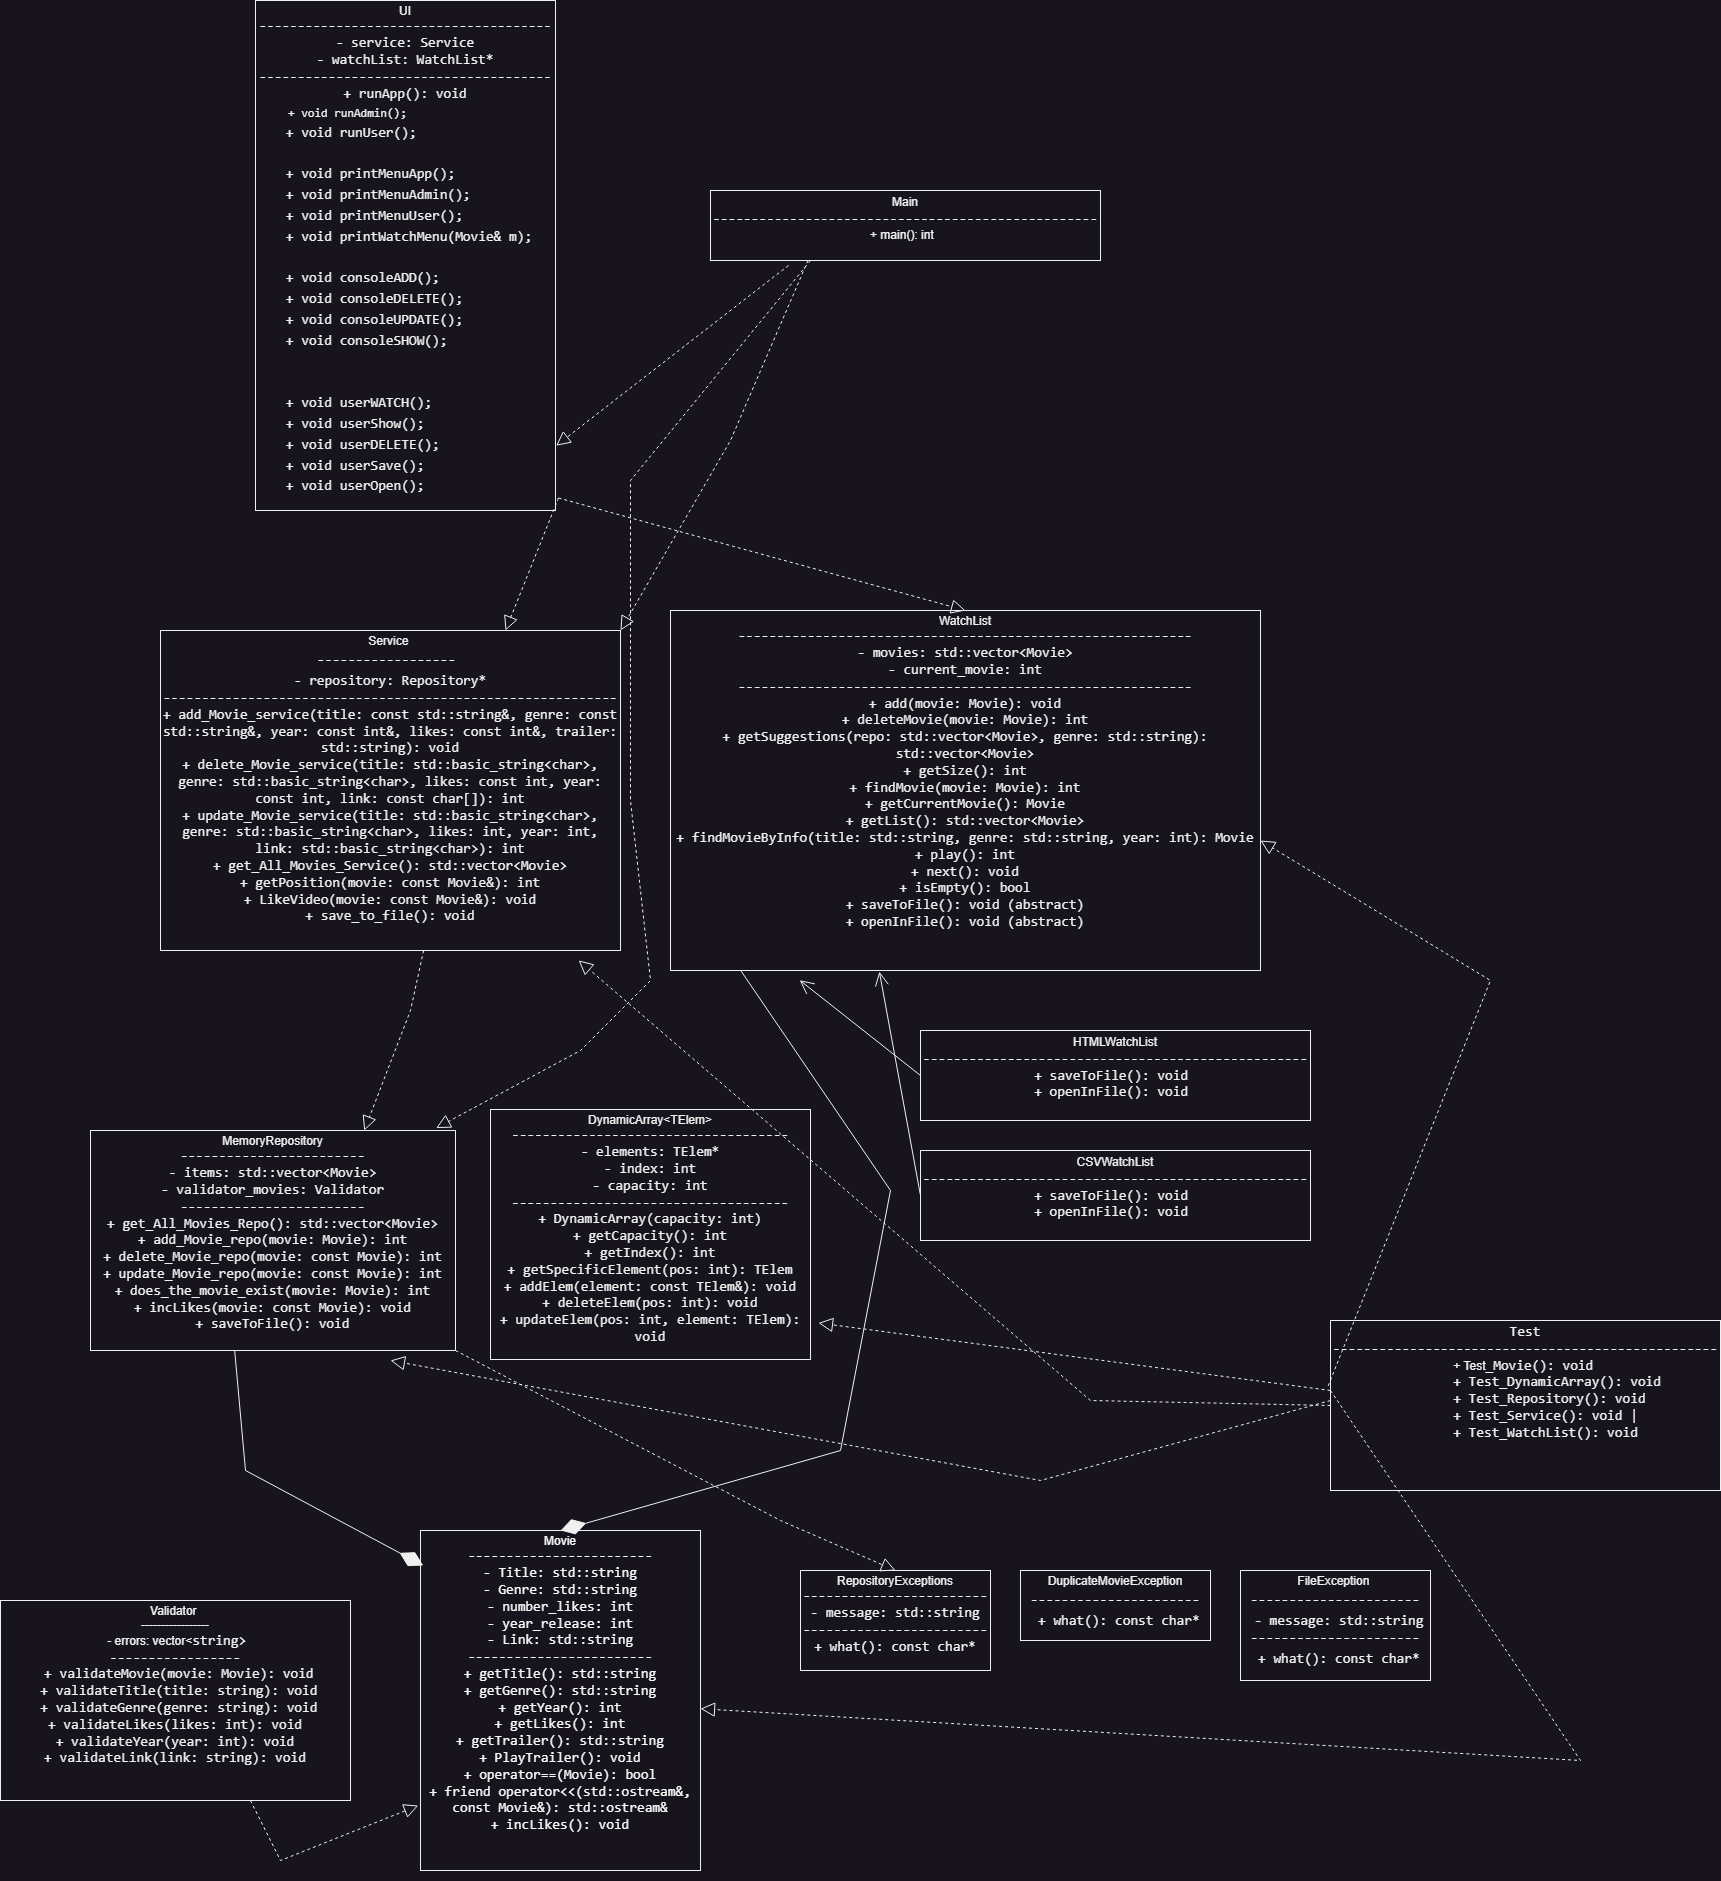 UI
--------------------------------------
- service: Service
- watchList: WatchList*
--------------------------------------
+ runApp(): void
+ void runAdmin();
+ void runUser();
+ void printMenuApp();
+ void printMenuAdmin();
+ void printMenuUser();
+ void printWatchMenu(Movie& m);
+ void consoleADD();
+ void consoleDELETE();
+ void consoleUPDATE();
+ void consoleSHOW();
+ void userWATCH();
+ void userShow();
+ void userDELETE();
+ void userSave();
+ void userOpen();
Main
--------------------------------------------------
+ main(): int
Service
------------------
- repository: Repository*
-----------------------------------------------------------
+ add_Movie_service(title: const std::string&, genre: const
std::string&, year: const int&, likes: const int&, trailer:
std::string): void
+ delete_Movie_service(title: std::basic_string<char>,
genre: std::basic_string<char>, likes: const int, year:
const int, link: const char[]): int
+ update_Movie_service(title: std::basic_string<char>,
genre: std::basic_string<char>, likes: int, year: int,
link: std::basic_string<char>): int
+ get_All_Movies_Service(): std::vector<Movie>
+ getPosition(movie: const Movie&): int
+ LikeVideo(movie: const Movie&): void
+ save_to_file(): void
WatchList
-----------------------------------------------------------
- movies: std::vector<Movie>
- current_movie: int
-----------------------------------------------------------
+ add(movie: Movie): void
+ deleteMovie(movie: Movie): int
+ getSuggestions(repo: std::vector<Movie>, genre: std::string):
std::vector<Movie>
+ getSize(): int
+ findMovie(movie: Movie): int
+ getCurrentMovie(): Movie
+ getList(): std::vector<Movie>
+ findMovieByInfo(title: std::string, genre: std::string, year: int): Movie
+ play(): int
+ next(): void
+ isEmpty(): bool
+ saveToFile(): void (abstract)
+ openInFile(): void (abstract)
HTMLWatchList
--------------------------------------------------
+ saveToFile(): void
+ openInFile(): void
CSVWatchList
--------------------------------------------------
+ saveToFile(): void
+ openInFile(): void
MemoryRepository
------------------------
- items: std::vector<Movie>
- validator_movies: Validator
------------------------
+ get_All_Movies_Repo(): std::vector<Movie>
+ add_Movie_repo(movie: Movie): int
+ delete_Movie_repo(movie: const Movie): int
+ update_Movie_repo(movie: const Movie): int
+ does_the_movie_exist(movie: Movie): int
+ incLikes(movie: const Movie): void
+ saveToFile(): void
DynamicArray<TElem>
------------------------------------
- elements: TElem*
- index: int
- capacity: int
------------------------------------
+ DynamicArray(capacity: int)
+ getCapacity(): int
+ getIndex(): int
+ getSpecificElement(pos: int): TElem
+ addElem(element: const TElem&): void
+ deleteElem(pos: int): void
+ updateElem(pos: int, element: TElem):
void
Test
--------------------------------------------------
+ Test_Movie(): void
+ Test_DynamicArray(): void
+ Test_Repository(): void
+ Test_Service(): void |
+ Test_WatchList(): void
Movie
------------------------
- Title: std::string
- Genre: std::string
- number_likes: int
- year_release: int
- Link: std::string
------------------------
+ getTitle(): std::string
+ getGenre(): std::string
+ getYear(): int
+ getLikes(): int
+ getTrailer(): std::string
+ PlayTrailer(): void
+ operator==(Movie): bool
+ friend operator<<(std::ostream&,
const Movie&): std::ostream&
+ incLikes(): void
Validator
-----------------
- errors: vector<string>
-----------------
+ validateMovie(movie: Movie): void
+ validateTitle(title: string): void
+ validateGenre(genre: string): void
+ validateLikes(likes: int): void
+ validateYear(year: int): void
+ validateLink(link: string): void
RepositoryExceptions
------------------------
- message: std::string
------------------------
+ what(): const char*
DuplicateMovieException
----------------------
+ what(): const char*
FileException
----------------------
- message: std::string
----------------------
+ what(): const char*